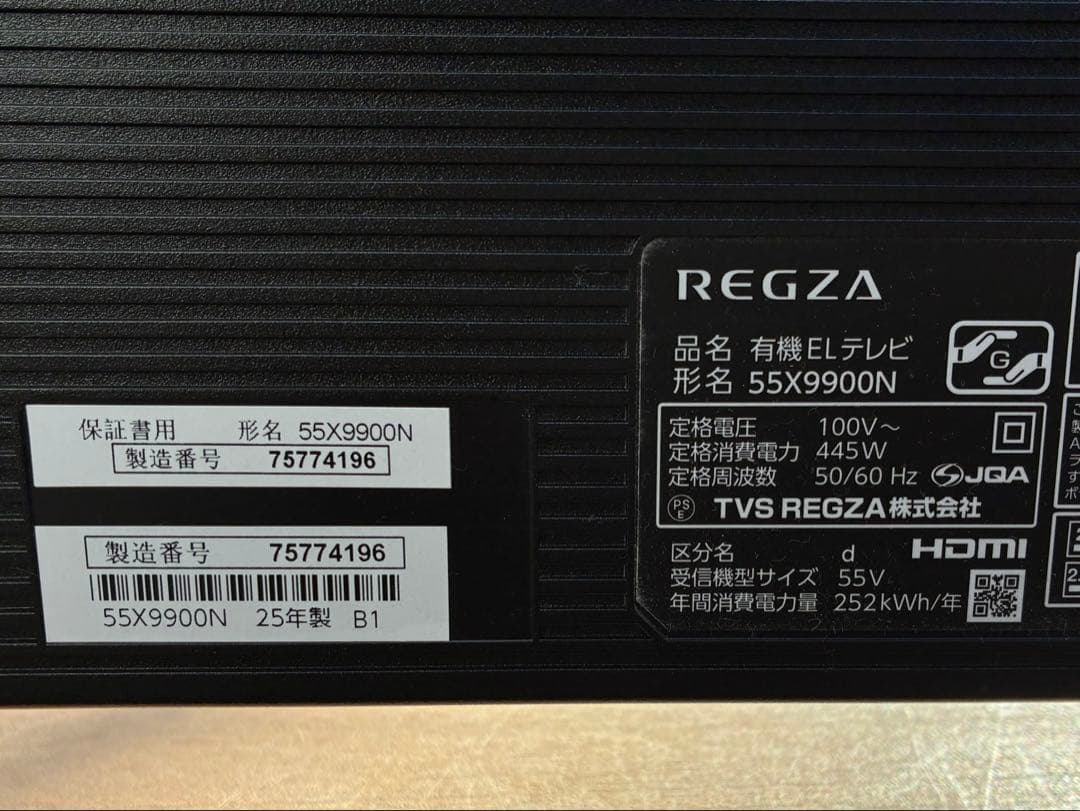 保証書用 形名 55X9900N
製造番号 75774196
製造番号 75774196
55X9900N 25年製 B1
REGZA
品名 有機ELテレビ
形名 55X9900N
G
定格電圧 100V～
定格消費電力 445W
定格周波数 50/60 Hz JQA
PS
E
TVS REGZA株式会社
区分名 d HDMI
受信機型サイズ 55V
年間消費電力量 252kWh/年